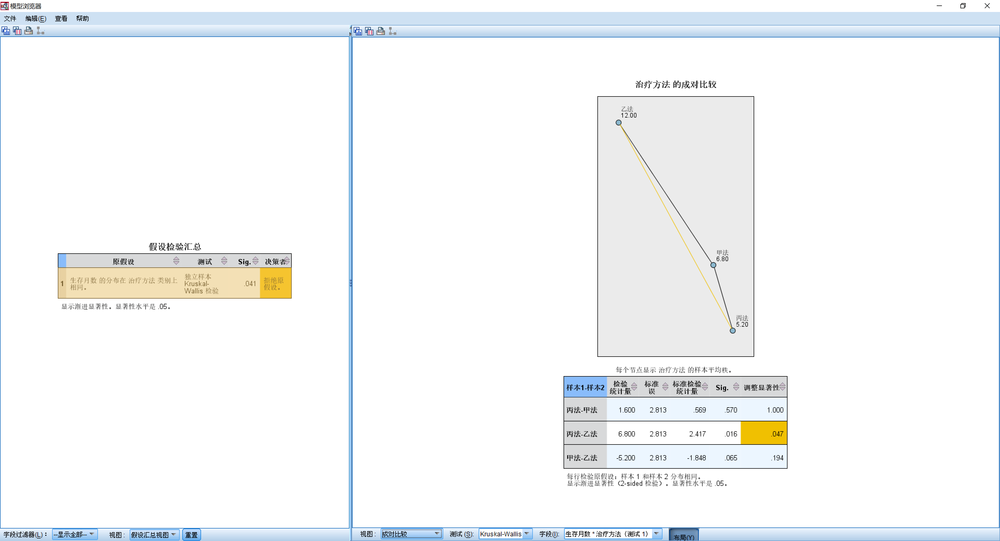 模型浏览器
文件 编辑(E) 查看 帮助
假设检验汇总
原假设 测试 Sig. 决策者
1 生存月数 的分布在 治疗方法 类别上相同。 独立样本 Kruskal-Wallis 检验 .041 拒绝原假设。
显示渐进显著性。显著性水平是 .05。
字段过滤器(L)： --显示全部-- 视图： 假设汇总视图 重置
治疗方法 的成对比较
乙法
12.00
甲法
6.80
丙法
5.20
每个节点显示 治疗方法 的样本平均秩。
样本1-样本2 检验统计量 标准误 标准检验统计量 Sig. 调整显著性
丙法-甲法 1.600 2.813 .569 .570 1.000
丙法-乙法 6.800 2.813 2.417 .016 .047
甲法-乙法 -5.200 2.813 -1.848 .065 .194
每行检验原假设：样本 1 和样本 2 分布相同。
显示渐进显著性（2-sided 检验）。显著性水平是 .05。
视图： 成对比较 测试 (S): Kruskal-Wallis 字段(I): 生存月数 * 治疗方法（测试 1） 布局(Y)